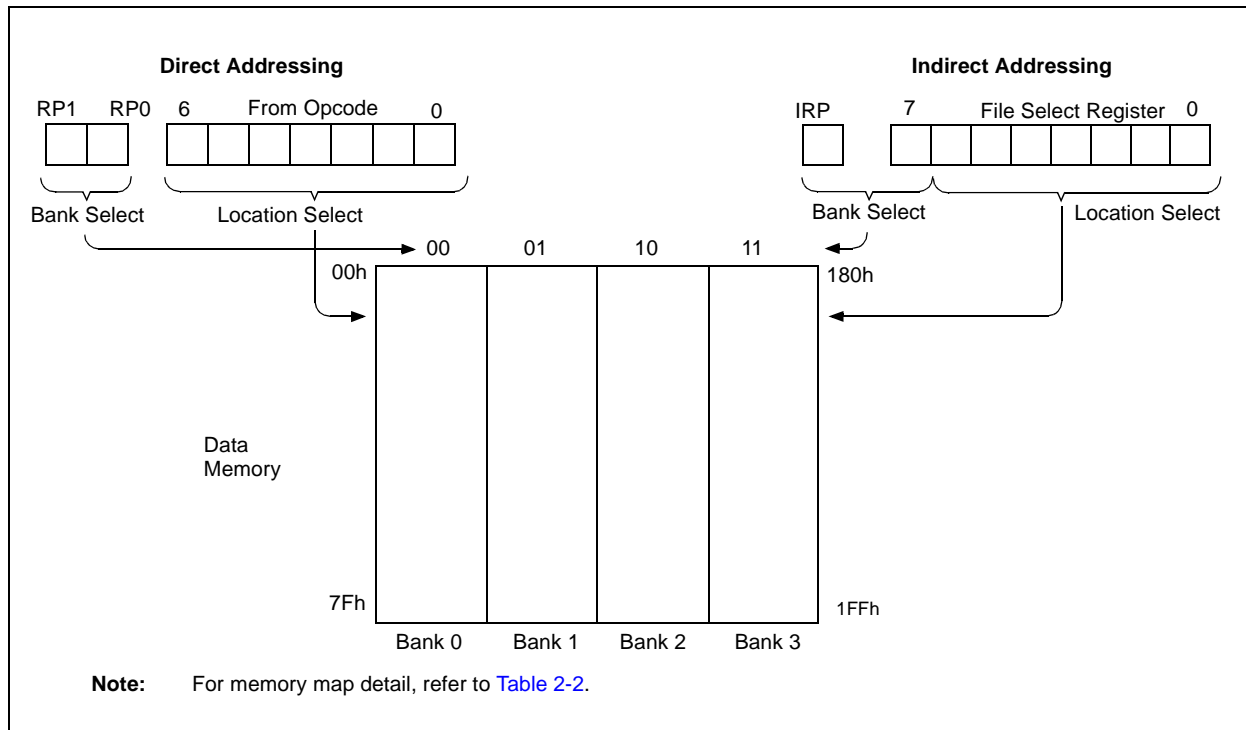 Direct Addressing
Indirect Addressing
RP1 RP0 6 From Opcode 0
IRP 7 File Select Register 0
Bank Select Location Select
Bank Select Location Select
00 01 10 11
00h 180h
Data
Memory
7Fh 1FFh
Bank 0 Bank 1 Bank 2 Bank 3
Note: For memory map detail, refer to Table 2-2.